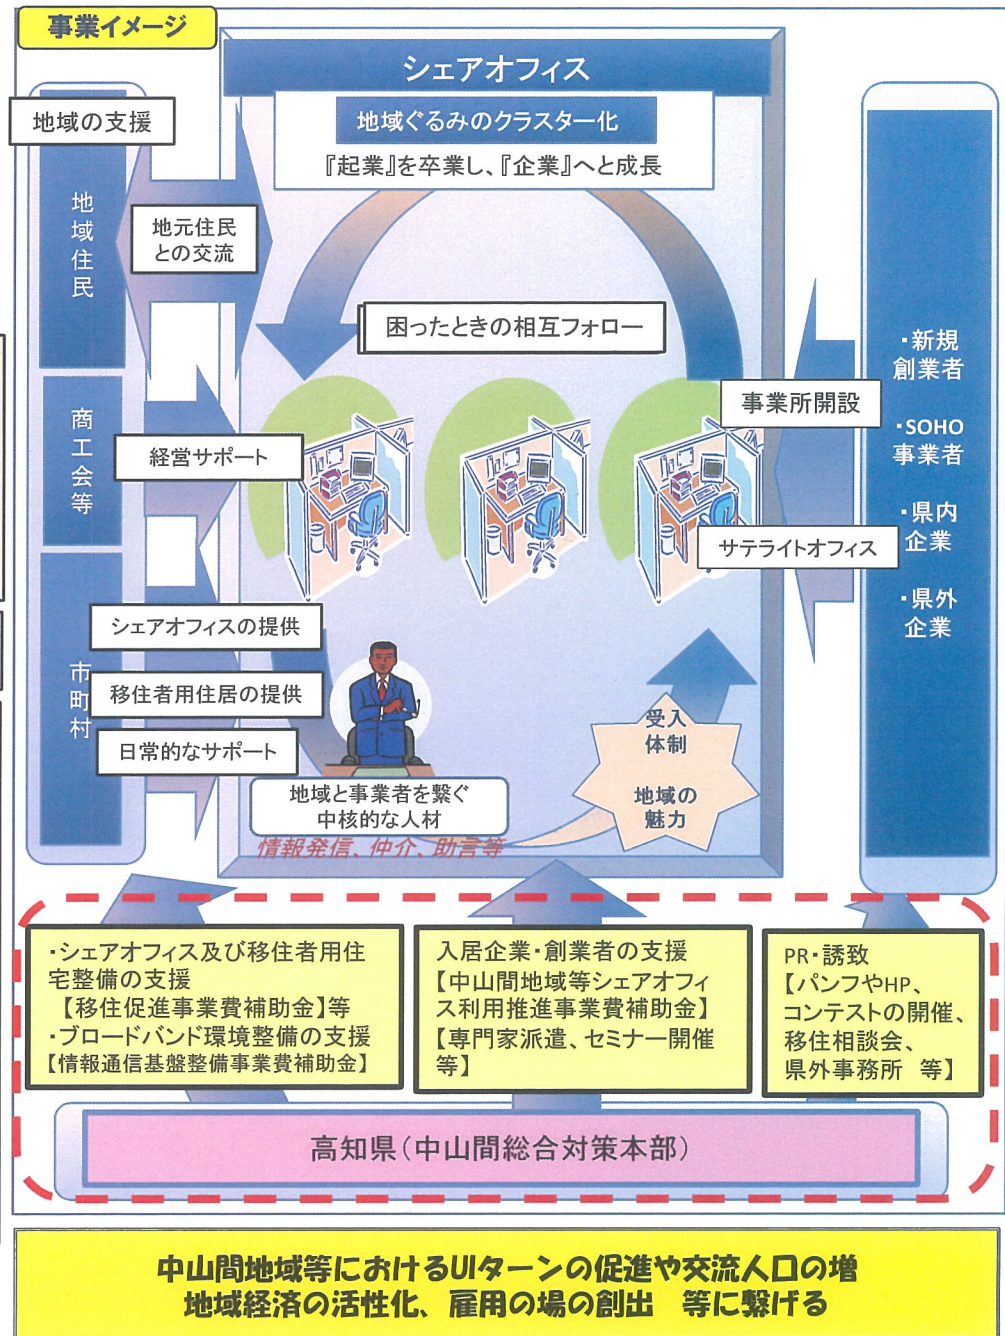 事業イメージ
シェアオフィス
地域ぐるみのクラスター化
『起業』を卒業し、『企業』へと成長
地域の支援
地域住民
地元住民
との交流
困ったときの相互フォロー
商工会等
経営サポート
事業所開設
サテライトオフィス
・新規
創業者
・SOHO
事業者
・県内
企業
・県外
企業
市町村
シェアオフィスの提供
移住者用住居の提供
日常的なサポート
地域と事業者を繋ぐ
中核的な人材
情報発信、仲介、助言等
受入
体制
地域の
魅力
・シェアオフィス及び移住者用住
宅整備の支援
【移住促進事業費補助金】等
・ブロードバンド環境整備の支援
【情報通信基盤整備事業費補助金】
入居企業・創業者の支援
【中山間地域等シェアオフィ
ス利用推進事業費補助金】
【専門家派遣、セミナー開催
等】
PR・誘致
【パンフやHP、
コンテストの開催、
移住相談会、
県外事務所 等】
高知県(中山間総合対策本部)
中山間地域等におけるUIターンの促進や交流人口の増
地域経済の活性化、雇用の場の創出 等に繋げる